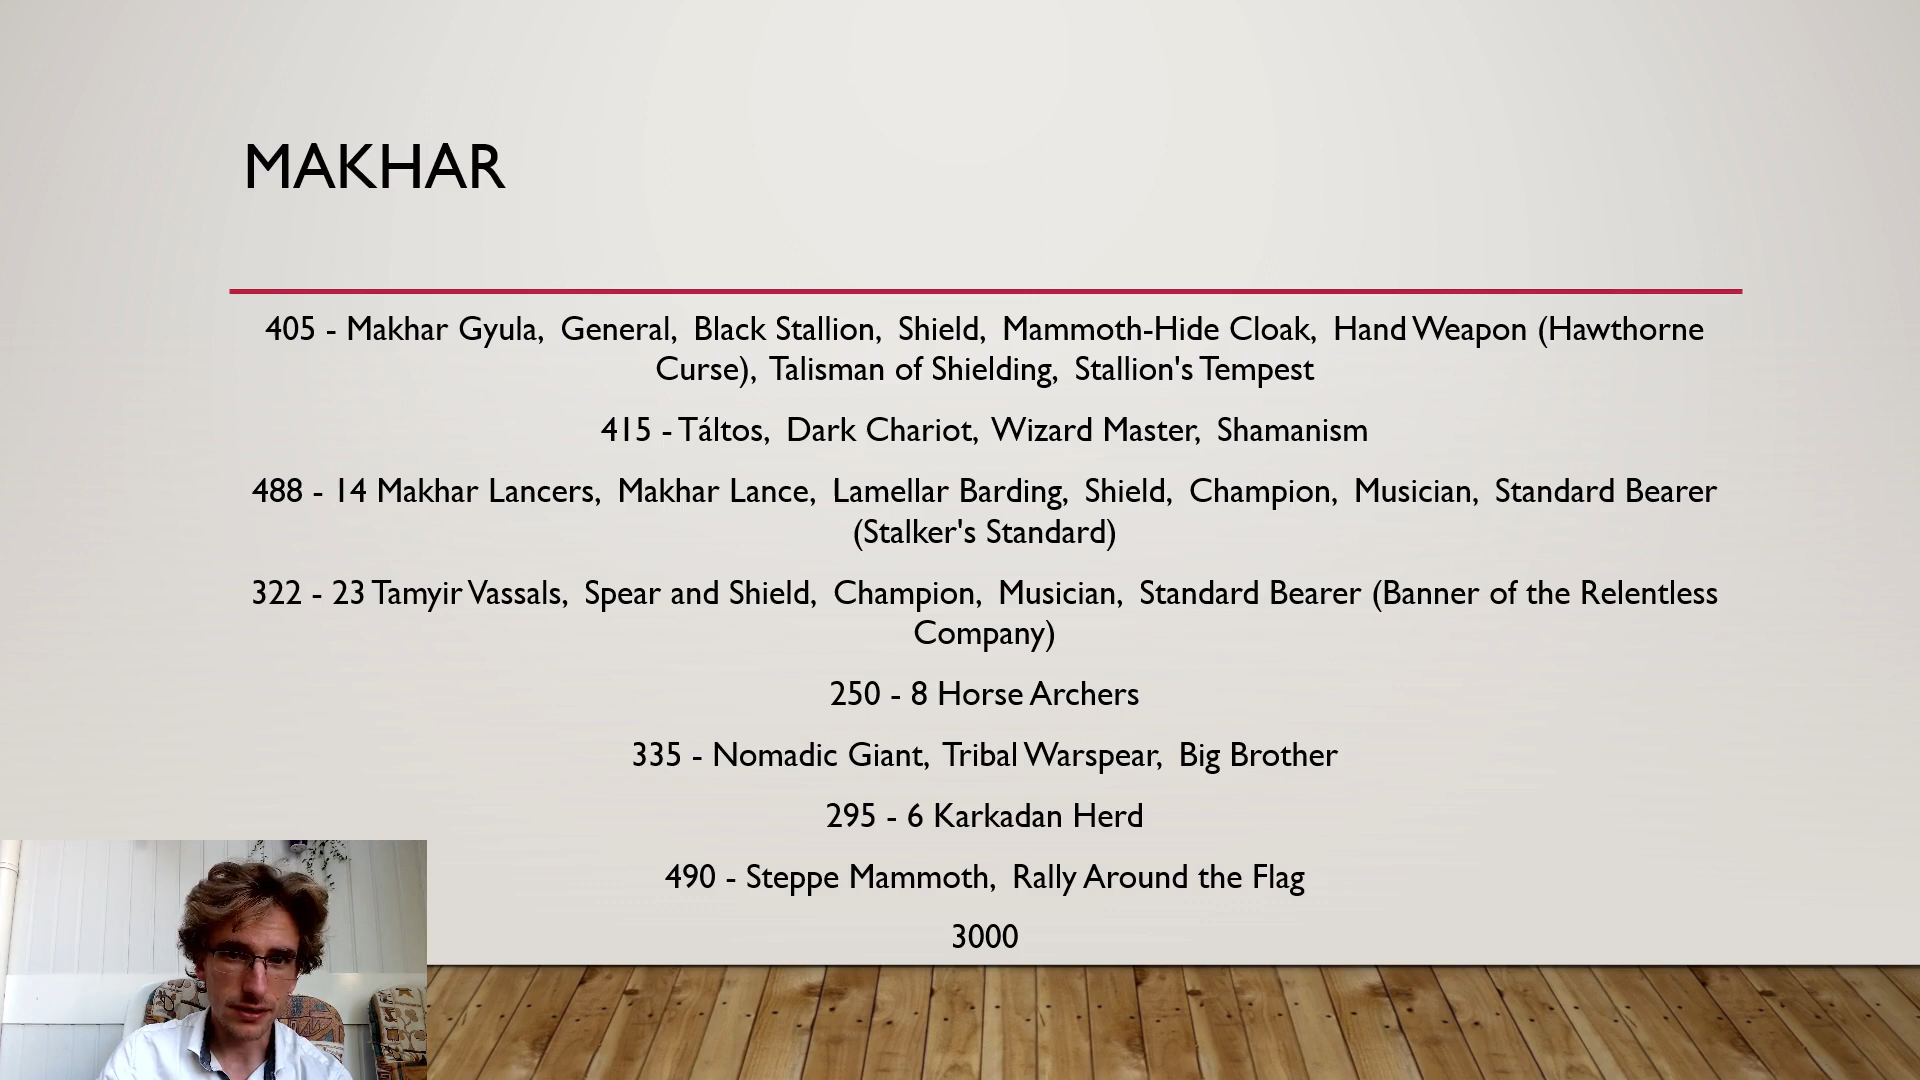 MAKHAR
405 - Makhar Gyula, General, Black Stallion, Shield, Mammoth-Hide Cloak, Hand Weapon (Hawthorne
Curse), Talisman of Shielding, Stallion's Tempest
415 - Táltos, Dark Chariot, Wizard Master, Shamanism
488 - 14 Makhar Lancers, Makhar Lance, Lamellar Barding, Shield, Champion, Musician, Standard Bearer
(Stalker's Standard)
322 - 23 Tamyir Vassals, Spear and Shield, Champion, Musician, Standard Bearer (Banner of the Relentless
Company)
250 - 8 Horse Archers
335 - Nomadic Giant, Tribal Warspear, Big Brother
295 - 6 Karkadan Herd
490 - Steppe Mammoth, Rally Around the Flag
3000